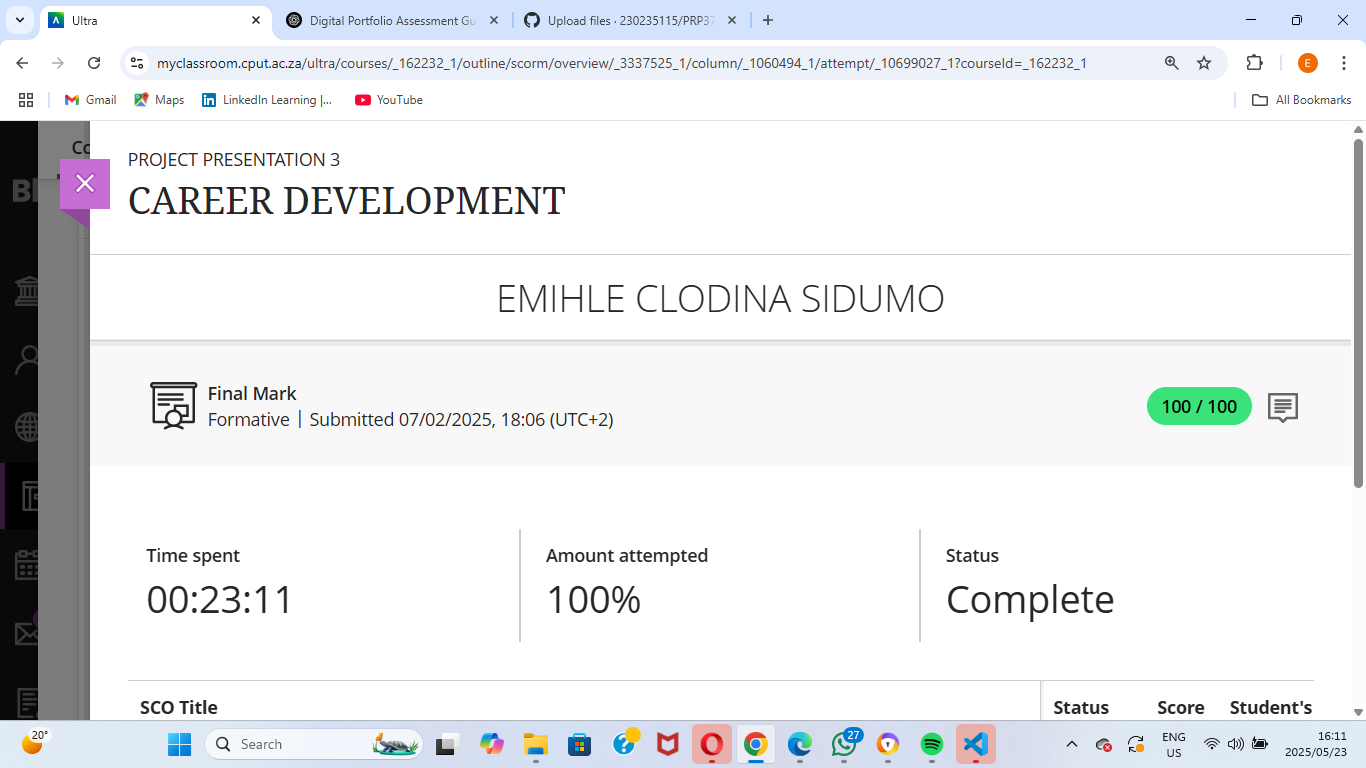 Ultra
Digital Portfolio Assessment Gu
Upload files · 230235115/PRP37
myclassroom.cput.ac.za/ultra/courses/_162232_1/outline/scorm/overview/_3337525_1/column/_1060494_1/attempt/_10699027_1?courseId=_162232_1
E
Gmail
Maps
LinkedIn Learning |...
YouTube
All Bookmarks
PROJECT PRESENTATION 3
CAREER DEVELOPMENT
EMIHLE CLODINA SIDUMO
Final Mark
Formative | Submitted 07/02/2025, 18:06 (UTC+2)
100 / 100
Time spent
Amount attempted
Status
00:23:11
100%
Complete
SCO Title
Status
Score
Student's
20°
Search
27
ENG
US
16:11
2025/05/23